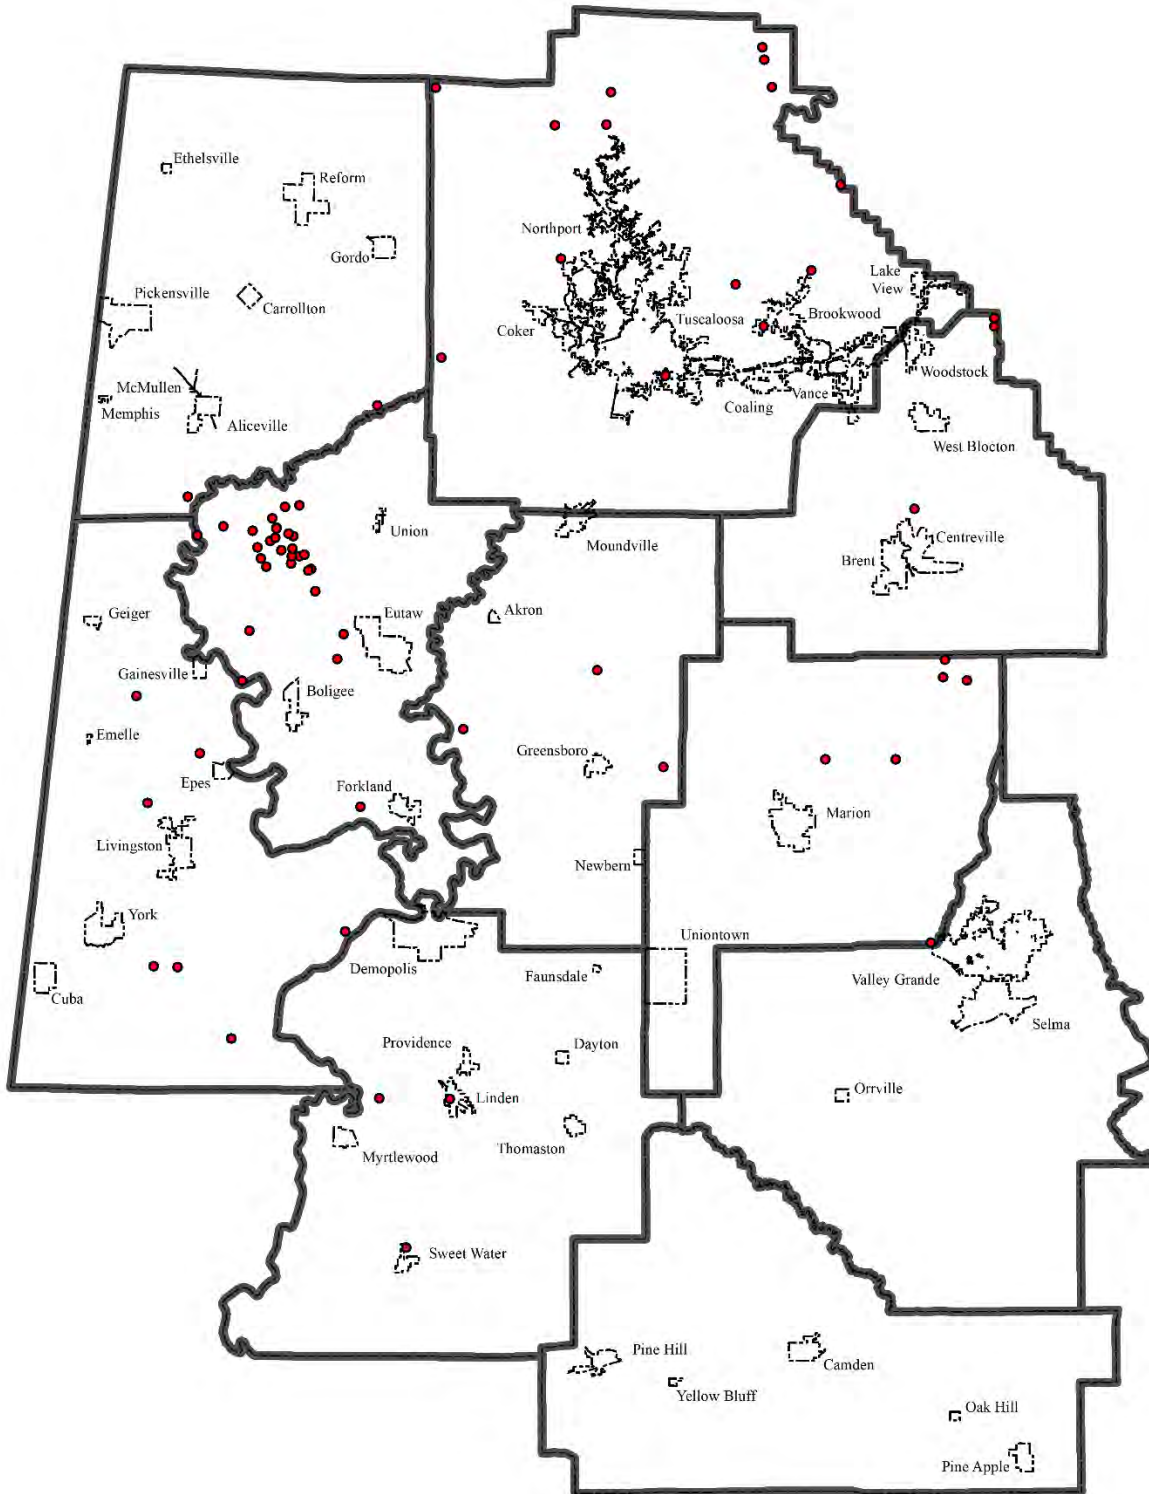 Ethelsville
Reform
Northport
Gordo
Lake
View
Pickensville
Carrollton
Tuscaloosa
Brookwood
Coker
McMullen
Woodstock
Memphis
Coaling
Vance
Aliceville
West Blocton
Union
Moundville
Centreville
Brent
Geiger
Eutaw
Akron
Gainesville
Boligee
Emelle
Greensboro
Epes
Forkland
Marion
Livingston
Newbern
York
Uniontown
Demopolis
Faunsdale
Valley Grande
Cuba
Selma
Providence
Dayton
Orrville
Linden
Thomaston
Myrtlewood
Sweet Water
Pine Hill
Camden
Yellow Bluff
Oak Hill
Pine Apple